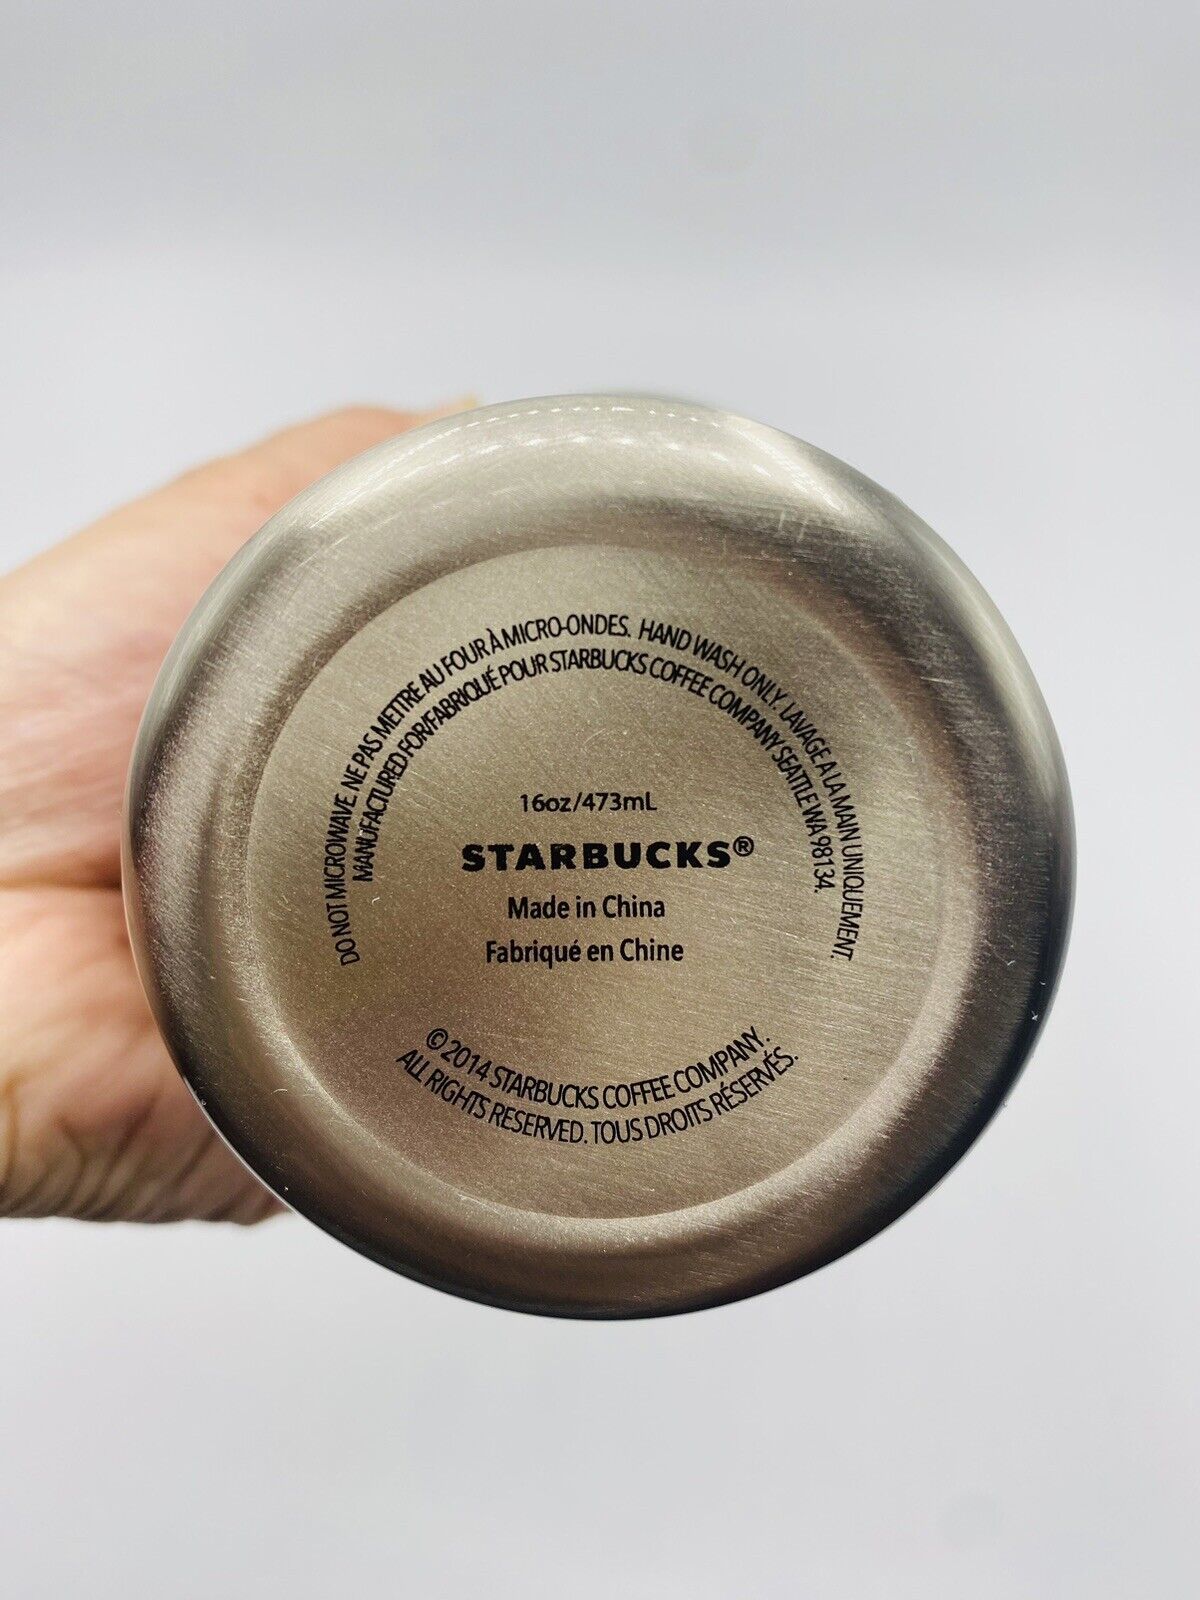 DO NOT MICROWAVE. NE PAS METTRE AU FOUR À MICRO-ONDES. HAND WASH ONLY. LAVAGE A LA MAIN UNIQUEMENT.
MANUFACTURED FOR/FABRIQUÉ POUR STARBUCKS COFFEE COMPANY SEATTLE WA 98134.
16oz/473mL
STARBUCKS®
Made in China
Fabriqué en Chine
© 2014 STARBUCKS COFFEE COMPANY.
ALL RIGHTS RESERVED. TOUS DROITS RÉSERVÉS.